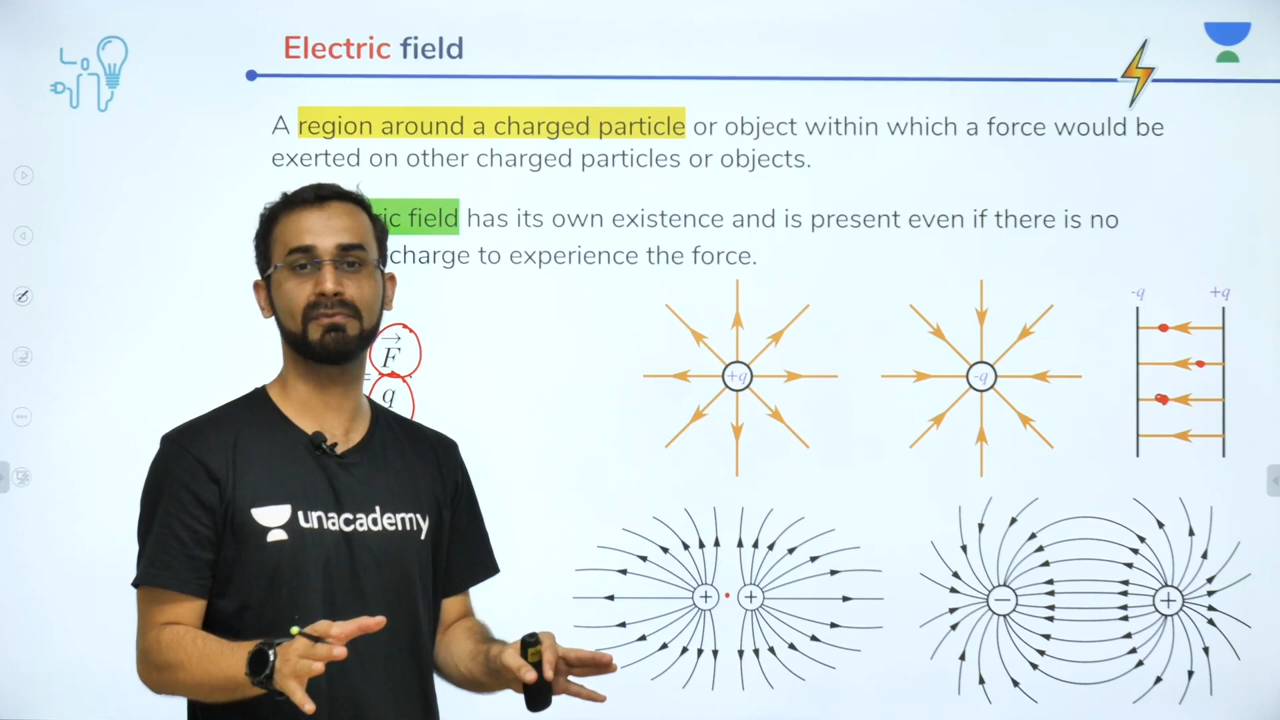 Electric field
A region around a charged particle or object within which a force would be
exerted on other charged particles or objects.
ric field has its own existence and is present even if there is no
charge to experience the force.
-q +q
F
q
+q
-q
unacademy
+ +
− +